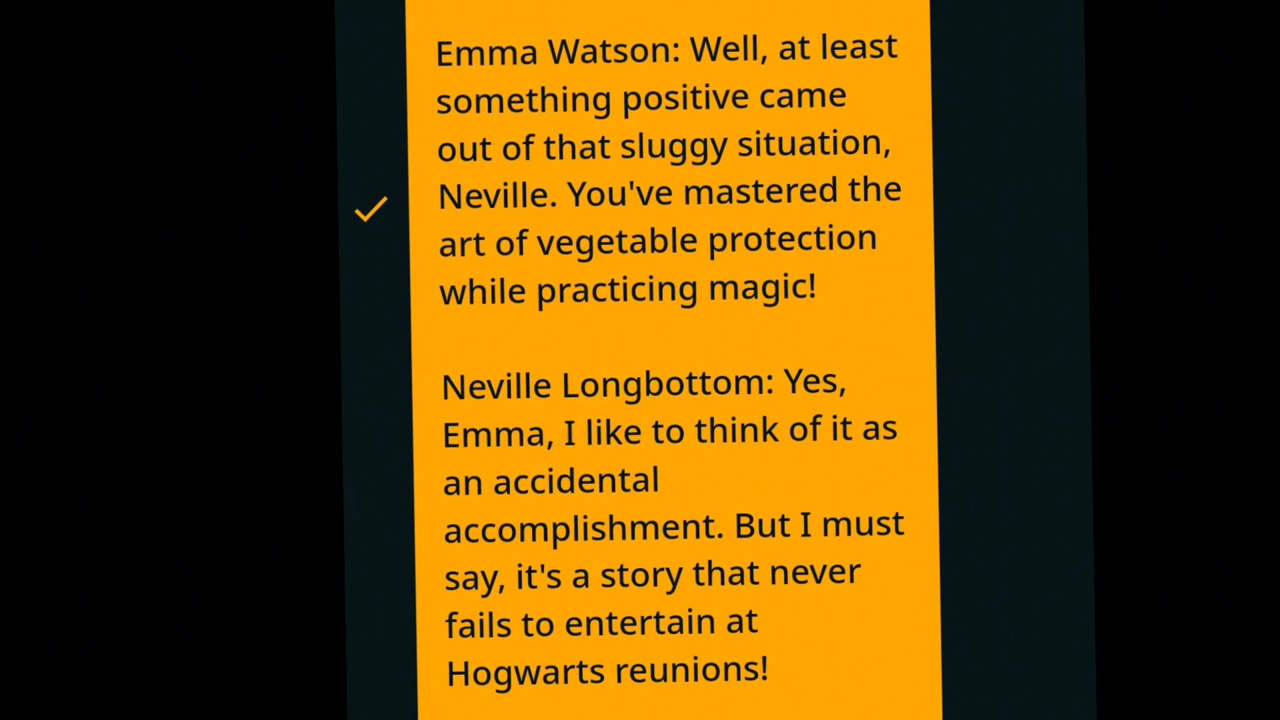 Emma Watson: Well, at least
something positive came
out of that sluggy situation,
Neville. You've mastered the
art of vegetable protection
while practicing magic!
Neville Longbottom: Yes,
Emma, I like to think of it as
an accidental
accomplishment. But I must
say, it's a story that never
fails to entertain at
Hogwarts reunions!